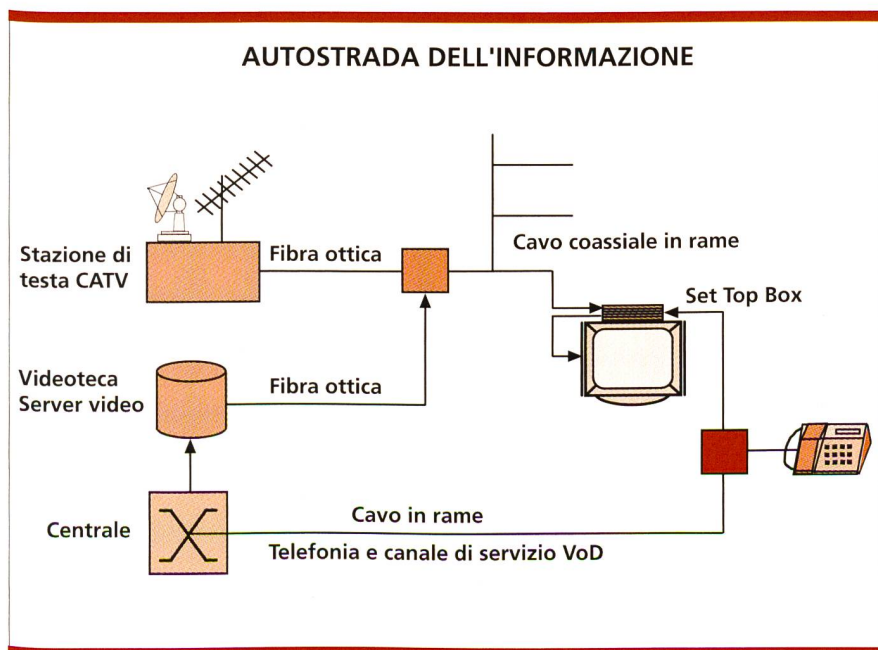 AUTOSTRADA DELL'INFORMAZIONE
Stazione di
testa CATV
Fibra ottica
Cavo coassiale in rame
Set Top Box
Videoteca
Server video
Fibra ottica
Centrale
Cavo in rame
Telefonia e canale di servizio VoD